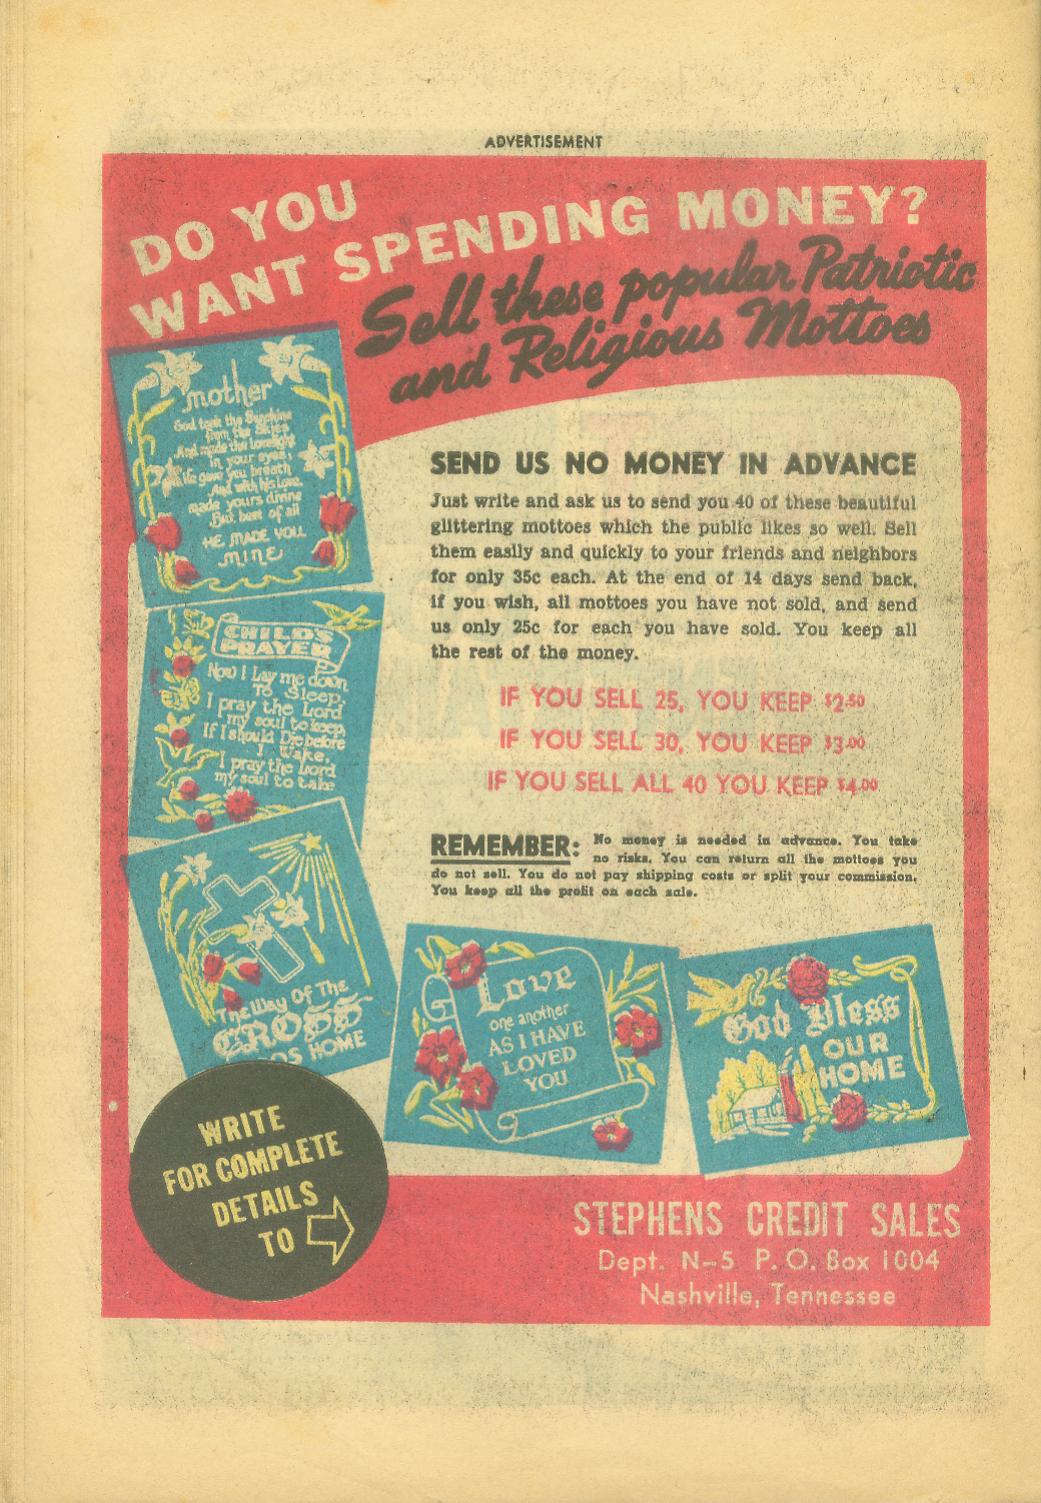 ADVERTISEMENT
DO YOU
WANT SPENDING MONEY?
Sell these popular Patriotic
and Religious Mottoes
mother
God took the Sunshine
from the Skies
And made the Lovelight
in your eyes;
He gave you breath
And with his Love.
made yours divine
But best of all
HE MADE YOU
MINE
SEND US NO MONEY IN ADVANCE
Just write and ask us to send you 40 of these beautiful
glittering mottoes which the public likes so well. Sell
them easily and quickly to your friends and neighbors
for only 35c each. At the end of 14 days send back,
if you wish, all mottoes you have not sold, and send
us only 25c for each you have sold. You keep all
the rest of the money.
IF YOU SELL 25, YOU KEEP $2.50
IF YOU SELL 30, YOU KEEP $3.00
IF YOU SELL ALL 40 YOU KEEP $4.00
REMEMBER: No money is needed in advance. You take
no risks. You can return all the mottoes you
do not sell. You do not pay shipping costs or split your commission.
You keep all the profit on each sale.
CHILD'S
PRAYER
Now I Lay me down
To Sleep,
I pray the Lord
my soul to keep,
If I should Die before
I Wake,
I pray the Lord
my soul to take
The Way Of The
CROSS
HOME
Love
one another
AS I HAVE
LOVED
YOU
God Bless
OUR
HOME
WRITE
FOR COMPLETE
DETAILS
TO
STEPHENS CREDIT SALES
Dept. N-5 P. O. Box 1004
Nashville, Tennessee